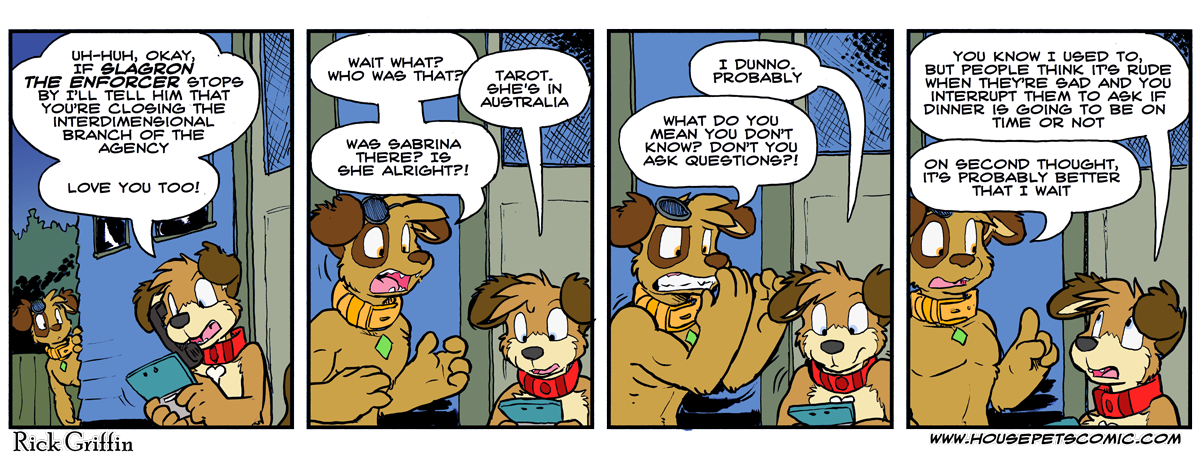 UH-HUH, OKAY,
IF SLAGRON
THE ENFORCER STOPS
BY I'LL TELL HIM THAT
YOU'RE CLOSING THE
INTERDIMENSIONAL
BRANCH OF THE
AGENCY
LOVE YOU TOO!
WAIT WHAT?
WHO WAS THAT?
TAROT.
SHE'S IN
AUSTRALIA
WAS SABRINA
THERE? IS
SHE ALRIGHT?!
I DUNNO.
PROBABLY
WHAT DO YOU
MEAN YOU DON'T
KNOW? DON'T YOU
ASK QUESTIONS?!
YOU KNOW I USED TO,
BUT PEOPLE THINK IT'S RUDE
WHEN THEY'RE SAD AND YOU
INTERRUPT THEM TO ASK IF
DINNER IS GOING TO BE ON
TIME OR NOT
ON SECOND THOUGHT,
IT'S PROBABLY BETTER
THAT I WAIT
Rick Griffin
WWW.HOUSEPETSCOMIC.COM